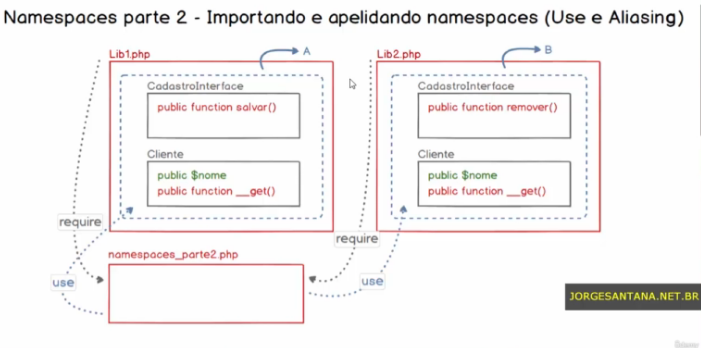 Namespaces parte 2 - Importando e apelidando namespaces (Use e Aliasing)
Lib1.php
A
CadastroInterface
public function salvar()
Cliente
public $nome
public function __get()
Lib2.php
B
CadastroInterface
public function remover()
Cliente
public $nome
public function __get()
require
require
namespaces_parte2.php
use
use
JORGESANTANA.NET.BR